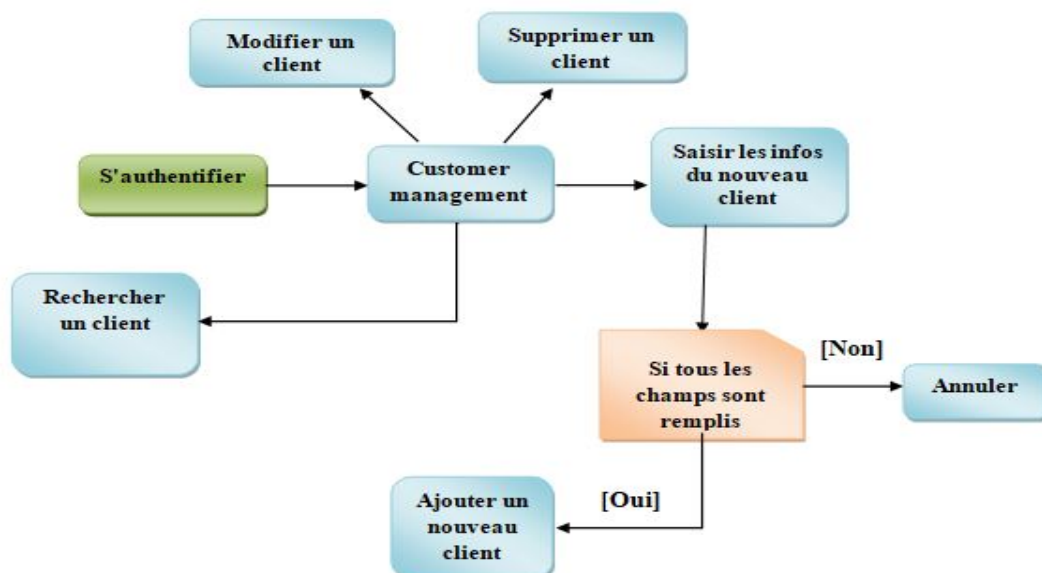 Modifier un
client
Supprimer un
client
S'authentifier
Customer
management
Saisir les infos
du nouveau
client
Rechercher
un client
Si tous les
champs sont
remplis
[Non]
Annuler
[Oui]
Ajouter un
nouveau
client